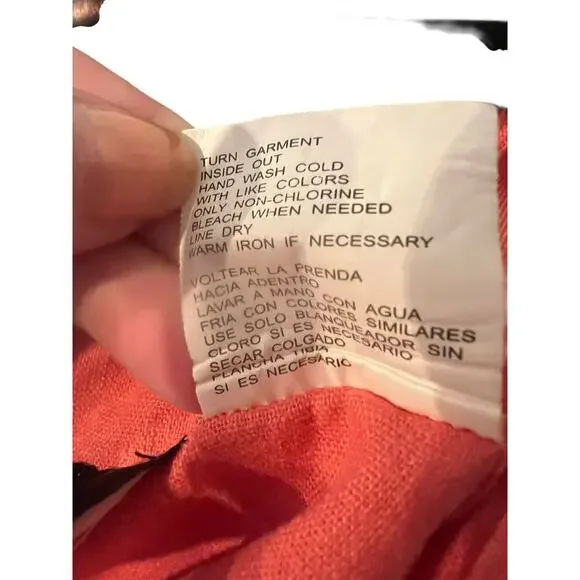 TURN GARMENT
INSIDE OUT
HAND WASH COLD
WITH LIKE COLORS
ONLY NON-CHLORINE
BLEACH WHEN NEEDED
LINE DRY
WARM IRON IF NECESSARY
VOLTEAR LA PRENDA
HACIA ADENTRO
LAVAR A MANO CON AGUA
FRIA CON COLORES SIMILARES
USE SOLO BLANQUEADOR SIN
CLORO SI ES NECESARIO
SECAR COLGADO
PLANCHA TIBIA
SI ES NECESARIO